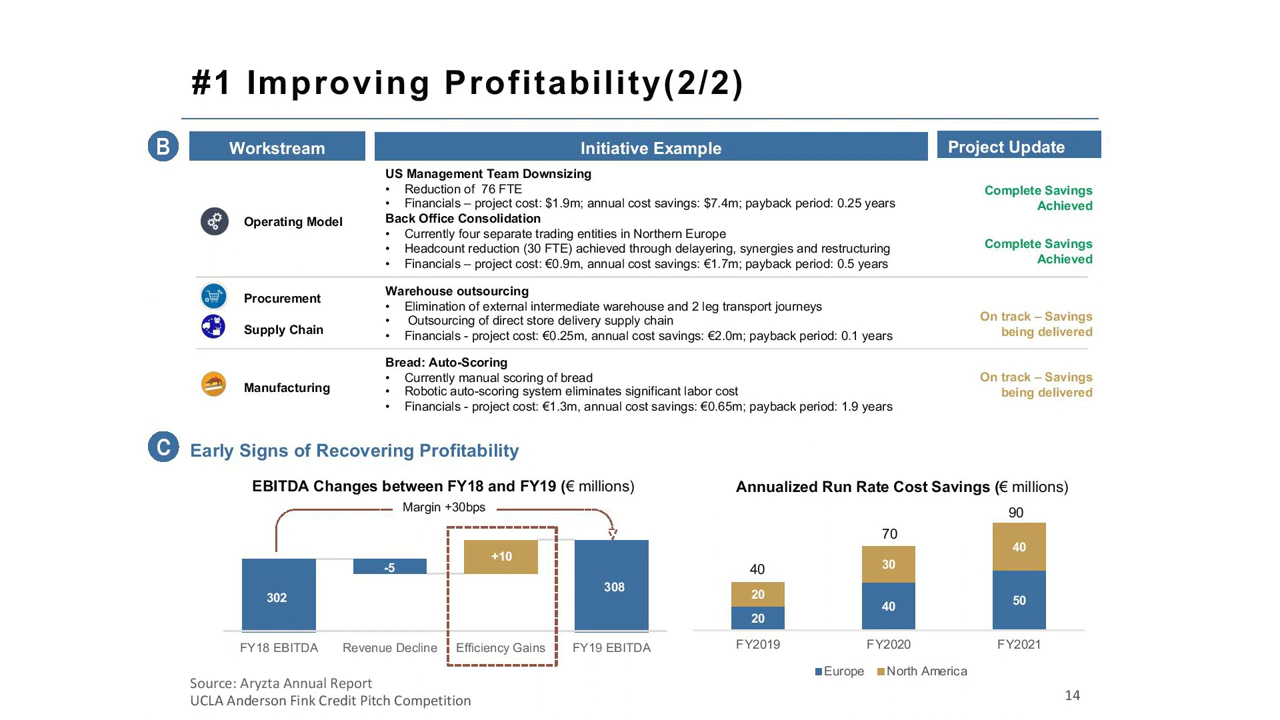 #1 Improving Profitability(2/2)
B
Workstream
Initiative Example
Project Update
Operating Model
US Management Team Downsizing
• Reduction of 76 FTE
• Financials – project cost: $1.9m; annual cost savings: $7.4m; payback period: 0.25 years
Complete Savings
Achieved
Back Office Consolidation
• Currently four separate trading entities in Northern Europe
• Headcount reduction (30 FTE) achieved through delayering, synergies and restructuring
• Financials – project cost: €0.9m, annual cost savings: €1.7m; payback period: 0.5 years
Complete Savings
Achieved
Procurement
Supply Chain
Warehouse outsourcing
• Elimination of external intermediate warehouse and 2 leg transport journeys
• Outsourcing of direct store delivery supply chain
• Financials - project cost: €0.25m, annual cost savings: €2.0m; payback period: 0.1 years
On track – Savings
being delivered
Manufacturing
Bread: Auto-Scoring
• Currently manual scoring of bread
• Robotic auto-scoring system eliminates significant labor cost
• Financials - project cost: €1.3m, annual cost savings: €0.65m; payback period: 1.9 years
On track – Savings
being delivered
C
Early Signs of Recovering Profitability
EBITDA Changes between FY18 and FY19 (€ millions)
Margin +30bps
302
-5
+10
308
FY18 EBITDA
Revenue Decline
Efficiency Gains
FY19 EBITDA
Annualized Run Rate Cost Savings (€ millions)
40
20
20
70
30
40
90
40
50
FY2019
FY2020
FY2021
Europe
North America
Source: Aryzta Annual Report
UCLA Anderson Fink Credit Pitch Competition
14